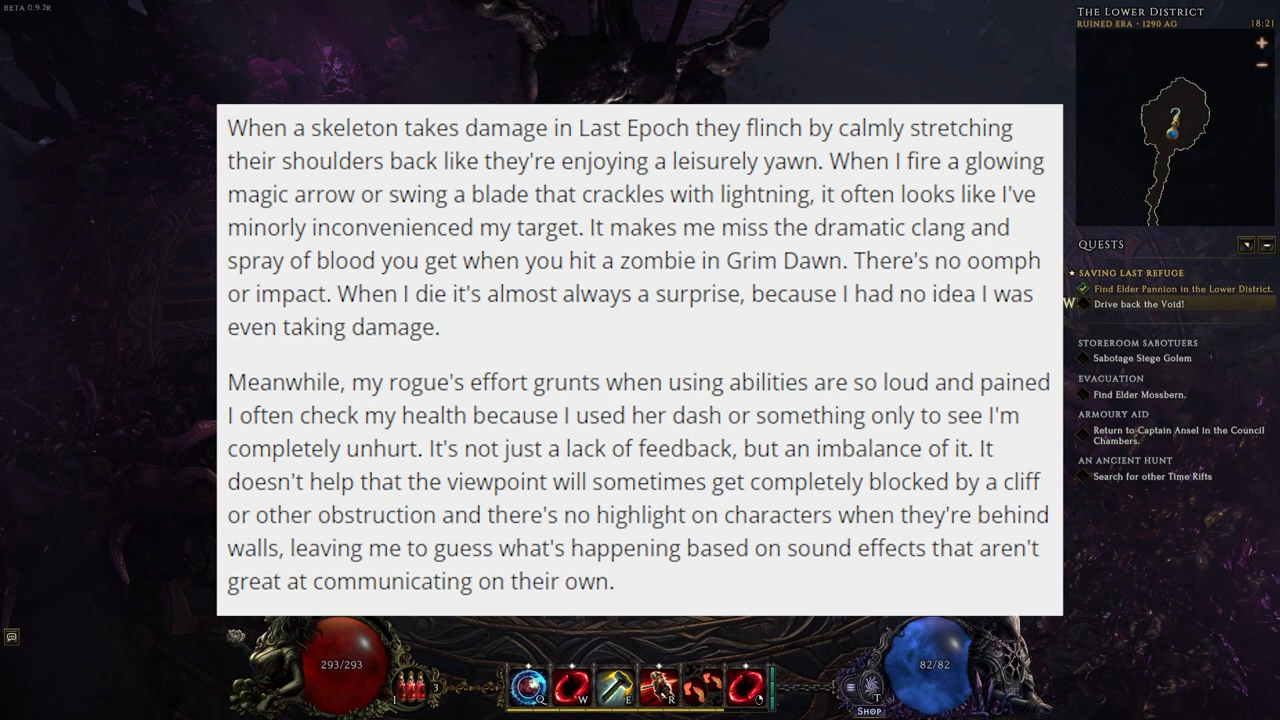 BETA 0.9.2K
THE LOWER DISTRICT
RUINED ERA • 1290 AG
18:21
When a skeleton takes damage in Last Epoch they flinch by calmly stretching
their shoulders back like they're enjoying a leisurely yawn. When I fire a glowing
magic arrow or swing a blade that crackles with lightning, it often looks like I've
minorly inconvenienced my target. It makes me miss the dramatic clang and
spray of blood you get when you hit a zombie in Grim Dawn. There's no oomph
or impact. When I die it's almost always a surprise, because I had no idea I was
even taking damage.
Meanwhile, my rogue's effort grunts when using abilities are so loud and pained
I often check my health because I used her dash or something only to see I'm
completely unhurt. It's not just a lack of feedback, but an imbalance of it. It
doesn't help that the viewpoint will sometimes get completely blocked by a cliff
or other obstruction and there's no highlight on characters when they're behind
walls, leaving me to guess what's happening based on sound effects that aren't
great at communicating on their own.
QUESTS
SAVING LAST REFUGE
Find Elder Pannion in the Lower District.
W
Drive back the Void!
STOREROOM SABOTUERS
Sabotage Siege Golem
EVACUATION
Find Elder Mossbern.
ARMOURY AID
Return to Captain Ansel in the Council
Chambers.
AN ANCIENT HUNT
Search for other Time Rifts
293/293
1
3
Q
W
E
R
82/82
T
SHOP